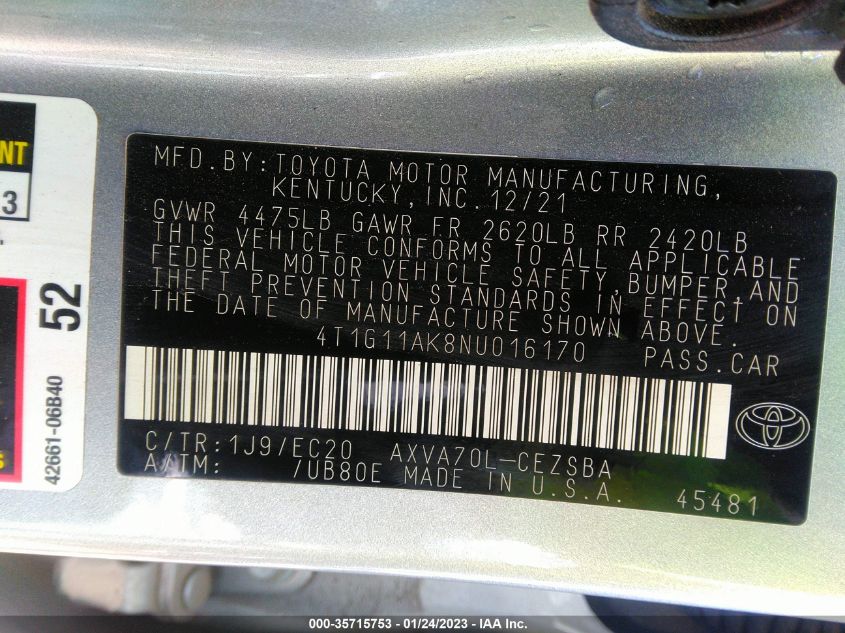 NT
3
52
42661-06B40
MFD.BY:TOYOTA MOTOR MANUFACTURING,
KENTUCKY,INC.12/21
GVWR 4475LB GAWR FR 2620LB RR 2420LB
THIS VEHICLE CONFORMS TO ALL APPLICABLE
FEDERAL MOTOR VEHICLE SAFETY,BUMPER,AND
THEFT PREVENTION STANDARDS IN EFFECT ON
THE DATE OF MANUFACTURE SHOWN ABOVE.
4T1G11AK8NU016170 PASS.CAR
C/TR:1J9/EC20 AXVA70L-CEZSBA
A/TM: /UB80E MADE IN U.S.A. 45481
000-35715753 – 01/24/2023 – IAA Inc.